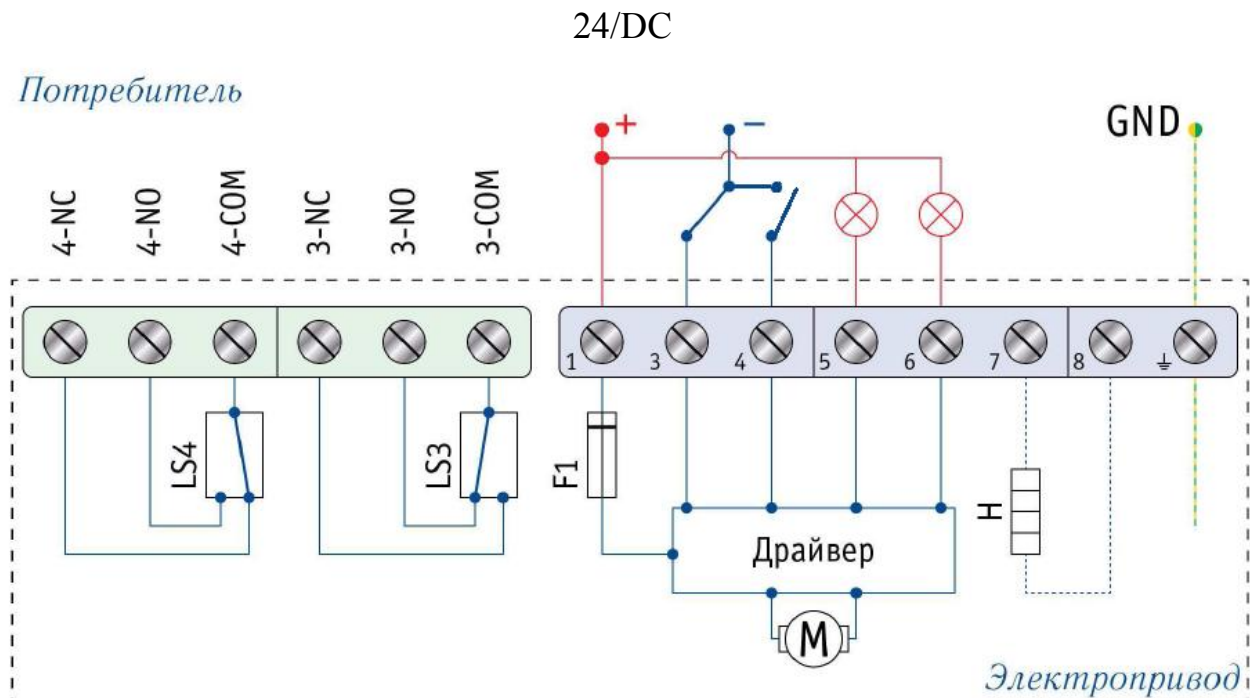 24/DC
Потребитель
+ − GND
4-NC 4-NO 4-COM 3-NC 3-NO 3-COM
1 3 4 5 6 7 8
LS4 LS3 F1 H
Драйвер
M
Электропривод